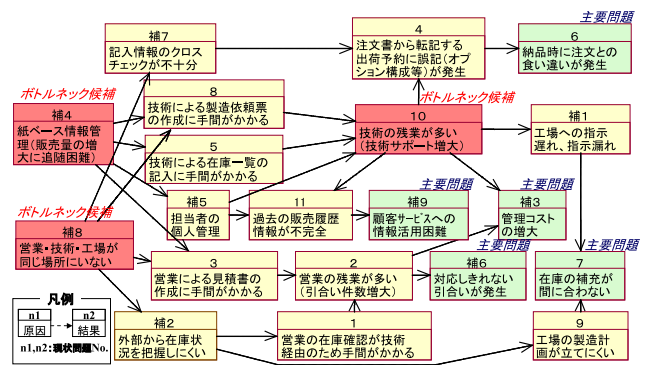 主要問題
補7
記入情報のクロス
チェックが不十分
4
注文書から転記する
出荷予定に誤記(オプ
ション構成等)が発生
6
納品時に注文との
食い違いが発生
ボトルネック候補
補4
紙ベース情報管
理(販売量の増
大に追随困難)
8
技術による製造依頼票
の作成に手間がかかる
ボトルネック候補
10
技術の残業が多い
(技術サポート増大)
補1
工場への指示
遅れ、指示漏れ
5
技術による在庫一覧の
記入に手間がかかる
補5
担当者の
個人管理
11
過去の販売履歴
情報が不完全
主要問題
補9
顧客サービスへの
情報活用困難
主要問題
補3
管理コスト
の増大
ボトルネック候補
補8
営業・技術・工場が
同じ場所にいない
3
営業による見積書の
作成に手間がかかる
2
営業の残業が多い
(引合い件数増大)
主要問題
補6
対応しきれない
引合いが発生
主要問題
7
在庫の補充が
間に合わない
凡例
n1
原因
n2
結果
n1,n2:現状問題No.
補2
外部から在庫状
況を把握しにくい
1
営業の在庫確認が技術
経由のため手間がかかる
9
工場の製造計
画が立てにくい